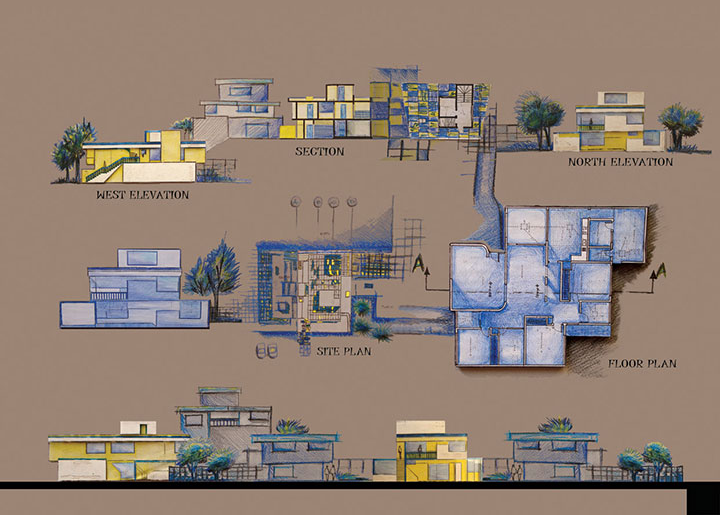 SECTION
NORTH ELEVATION
WEST ELEVATION
A A
SITE PLAN
FLOOR PLAN